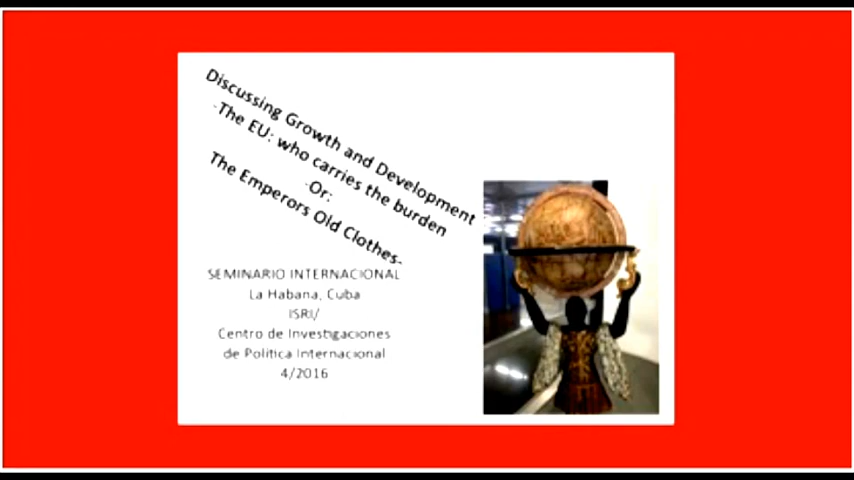 Discussing Growth and Development
-The EU: who carries the burden
-Or:
The Emperors Old Clothes-
SEMINARIO INTERNACIONAL
La Habana, Cuba
ISRI/
Centro de Investigaciones
de Política Internacional
4/2016